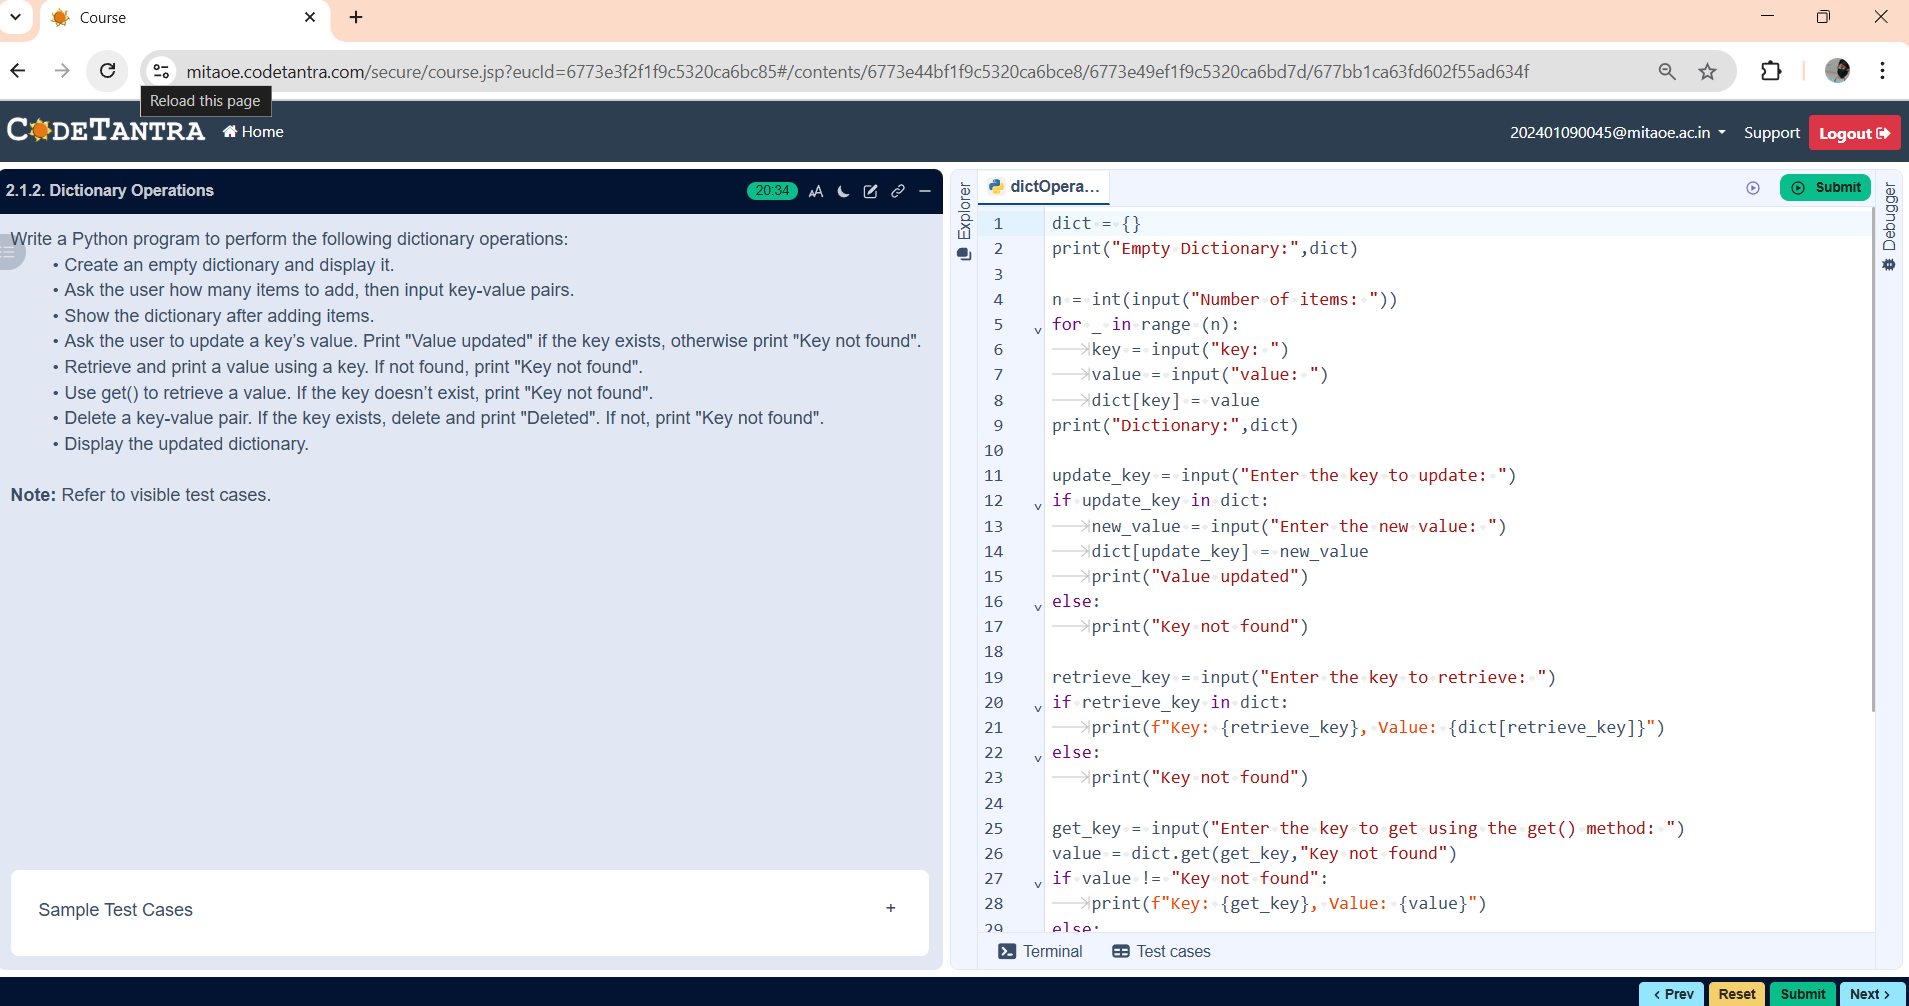 Course
mitaoe.codetantra.com/secure/course.jsp?eucId=6773e3f2f1f9c5320ca6bc85#/contents/6773e44bf1f9c5320ca6bce8/6773e49ef1f9c5320ca6bd7d/677bb1ca63fd602f55ad634f
Reload this page
CODETANTRA Home 202401090045@mitaoe.ac.in Support Logout
2.1.2. Dictionary Operations 20:34
Write a Python program to perform the following dictionary operations:
• Create an empty dictionary and display it.
• Ask the user how many items to add, then input key-value pairs.
• Show the dictionary after adding items.
• Ask the user to update a key’s value. Print "Value updated" if the key exists, otherwise print "Key not found".
• Retrieve and print a value using a key. If not found, print "Key not found".
• Use get() to retrieve a value. If the key doesn’t exist, print "Key not found".
• Delete a key-value pair. If the key exists, delete and print "Deleted". If not, print "Key not found".
• Display the updated dictionary.
Note: Refer to visible test cases.
Sample Test Cases +
Explorer
dictOpera... Submit
Debugger
1 dict = {}
2 print("Empty Dictionary:",dict)
3
4 n = int(input("Number of items: "))
5 for _ in range (n):
6 key = input("key: ")
7 value = input("value: ")
8 dict[key] = value
9 print("Dictionary:",dict)
10
11 update_key = input("Enter the key to update: ")
12 if update_key in dict:
13 new_value = input("Enter the new value: ")
14 dict[update_key] = new_value
15 print("Value updated")
16 else:
17 print("Key not found")
18
19 retrieve_key = input("Enter the key to retrieve: ")
20 if retrieve_key in dict:
21 print(f"Key: {retrieve_key}, Value: {dict[retrieve_key]}")
22 else:
23 print("Key not found")
24
25 get_key = input("Enter the key to get using the get() method: ")
26 value = dict.get(get_key,"Key not found")
27 if value != "Key not found":
28 print(f"Key: {get_key}, Value: {value}")
29 else:
Terminal Test cases
‹ Prev Reset Submit Next ›